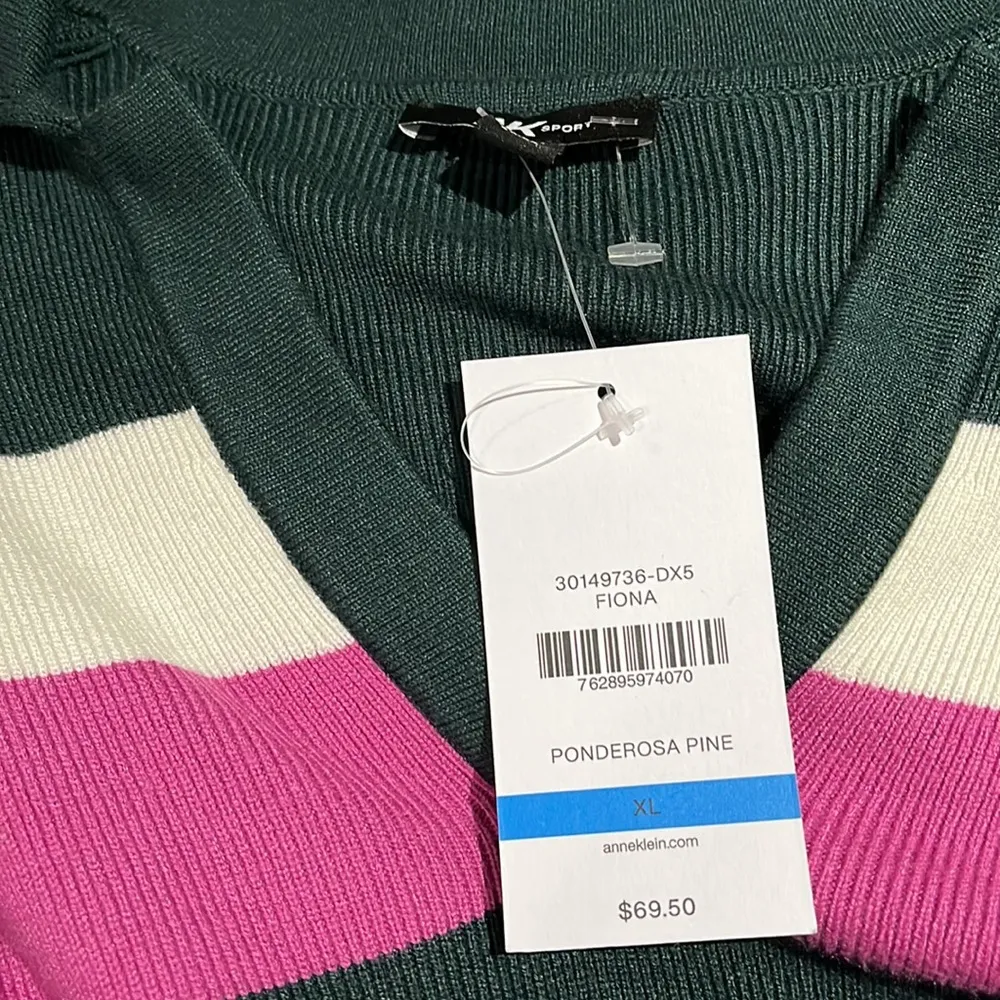 SPORT
30149736-DX5
FIONA
762895974070
PONDEROSA PINE
XL
anneklein.com
$69.50